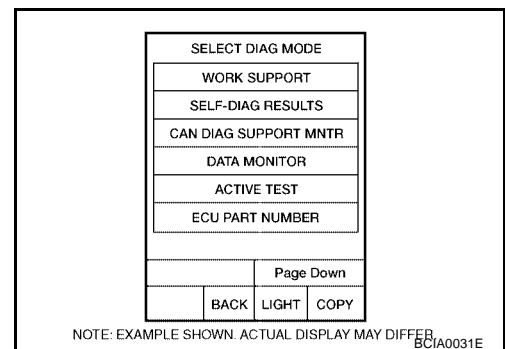 SELECT DIAG MODE
WORK SUPPORT
SELF-DIAG RESULTS
CAN DIAG SUPPORT MNTR
DATA MONITOR
ACTIVE TEST
ECU PART NUMBER
Page Down
BACK LIGHT COPY
NOTE: EXAMPLE SHOWN. ACTUAL DISPLAY MAY DIFFER
BCIA0031E